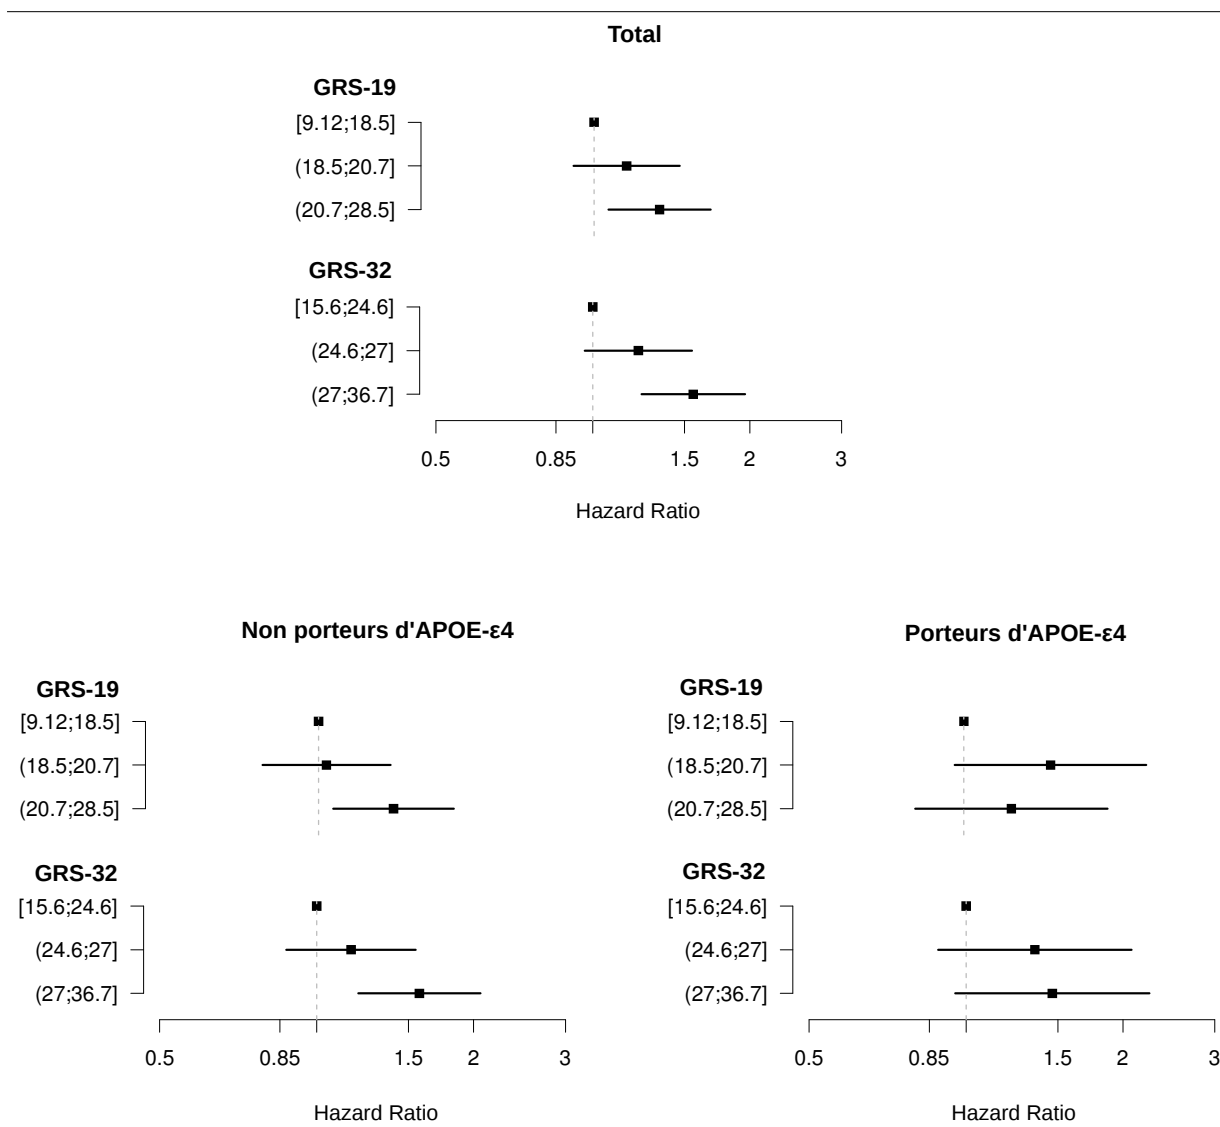 Total
GRS-19
[9.12;18.5]
(18.5;20.7]
(20.7;28.5]
GRS-32
[15.6;24.6]
(24.6;27]
(27;36.7]
0.5 0.85 1.5 2 3
Hazard Ratio
Non porteurs d'APOE-ε4
GRS-19
[9.12;18.5]
(18.5;20.7]
(20.7;28.5]
GRS-32
[15.6;24.6]
(24.6;27]
(27;36.7]
0.5 0.85 1.5 2 3
Hazard Ratio
Porteurs d'APOE-ε4
GRS-19
[9.12;18.5]
(18.5;20.7]
(20.7;28.5]
GRS-32
[15.6;24.6]
(24.6;27]
(27;36.7]
0.5 0.85 1.5 2 3
Hazard Ratio